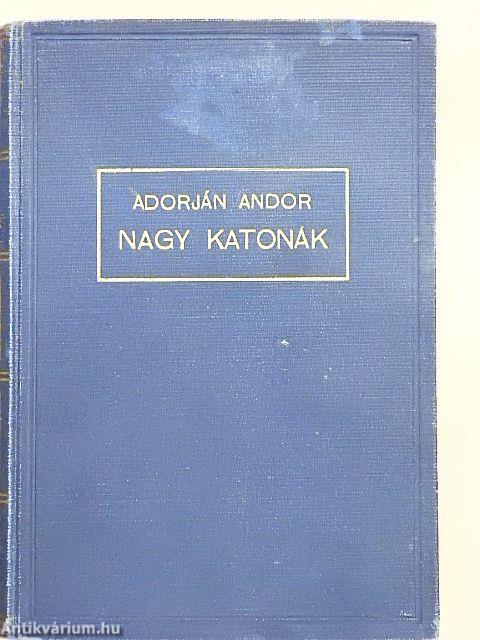 ADORJÁN ANDOR
NAGY KATONÁK
Antikvárium.hu